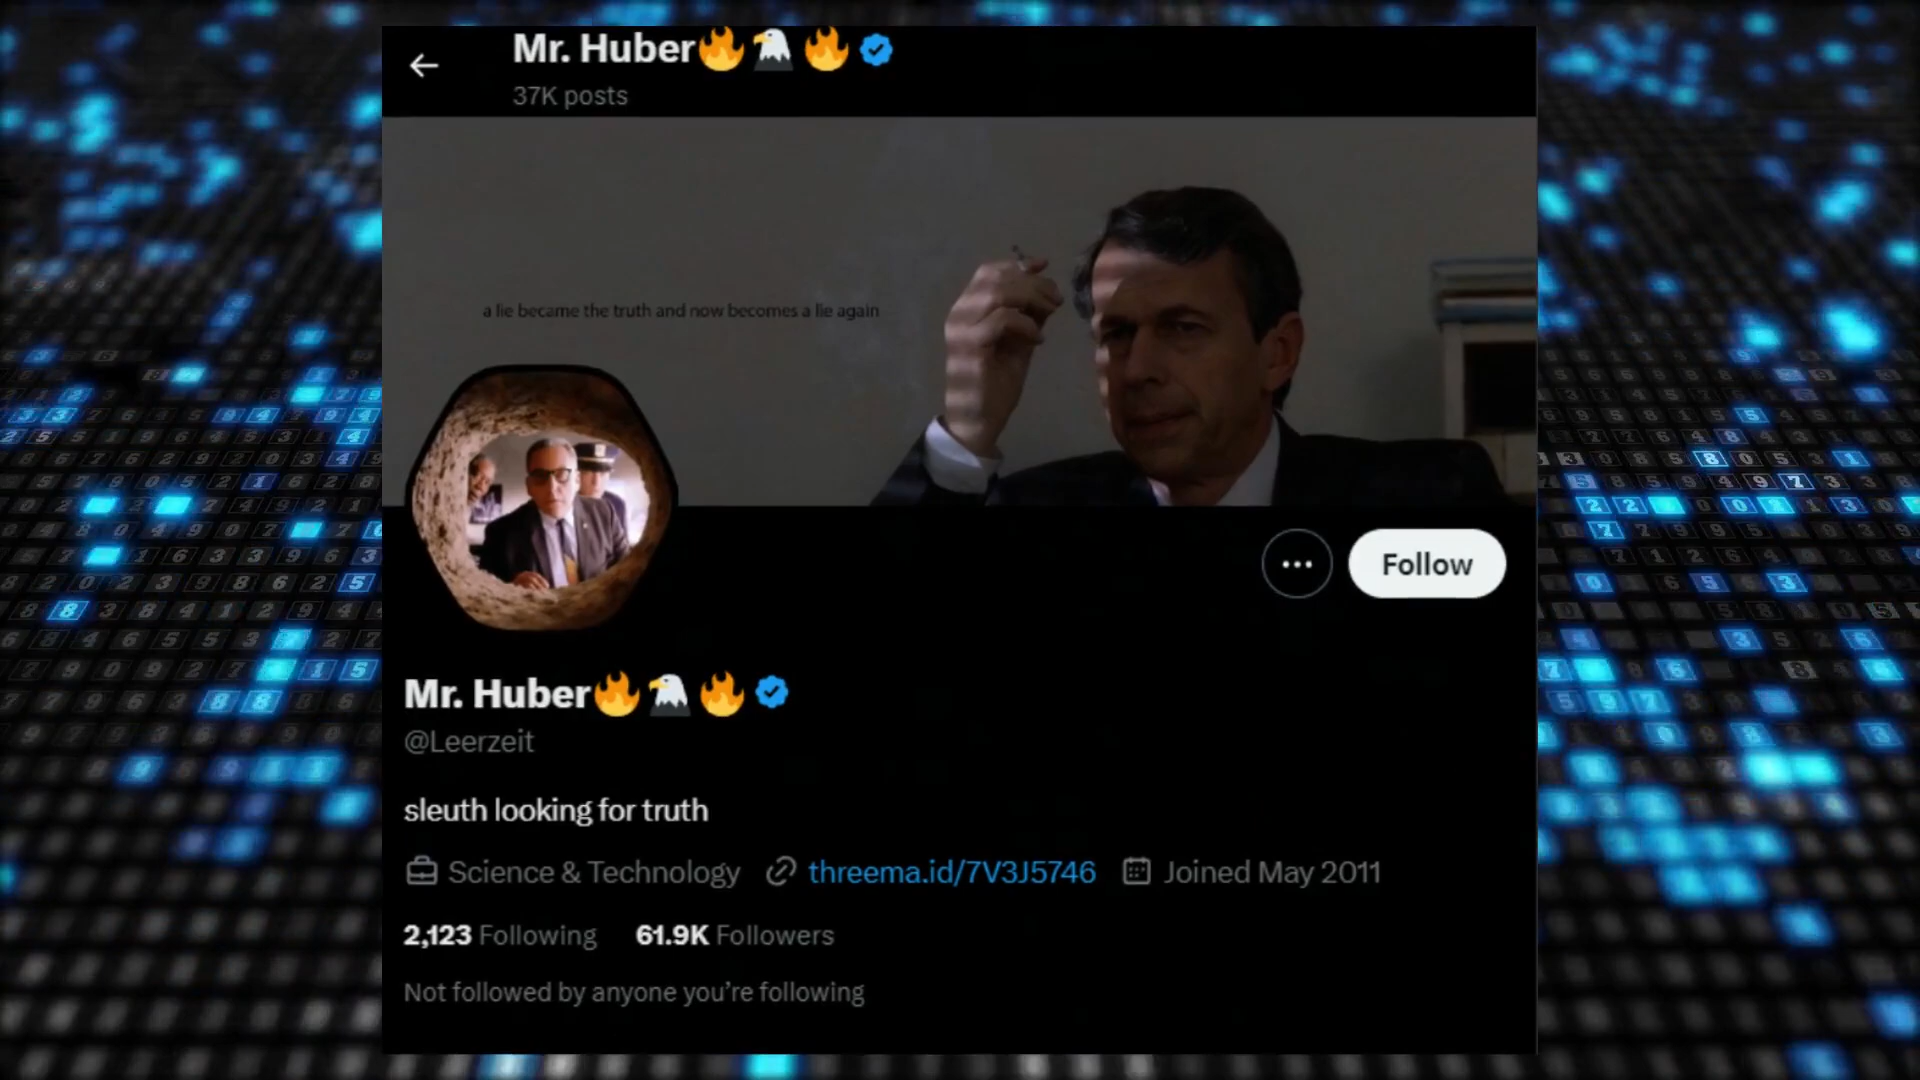 Mr. Huber🔥🦅🔥
37K posts
a lie became the truth and now becomes a lie again
Follow
Mr. Huber🔥🦅🔥
@Leerzeit
sleuth looking for truth
Science & Technology threema.id/7V3J5746 Joined May 2011
2,123 Following 61.9K Followers
Not followed by anyone you're following